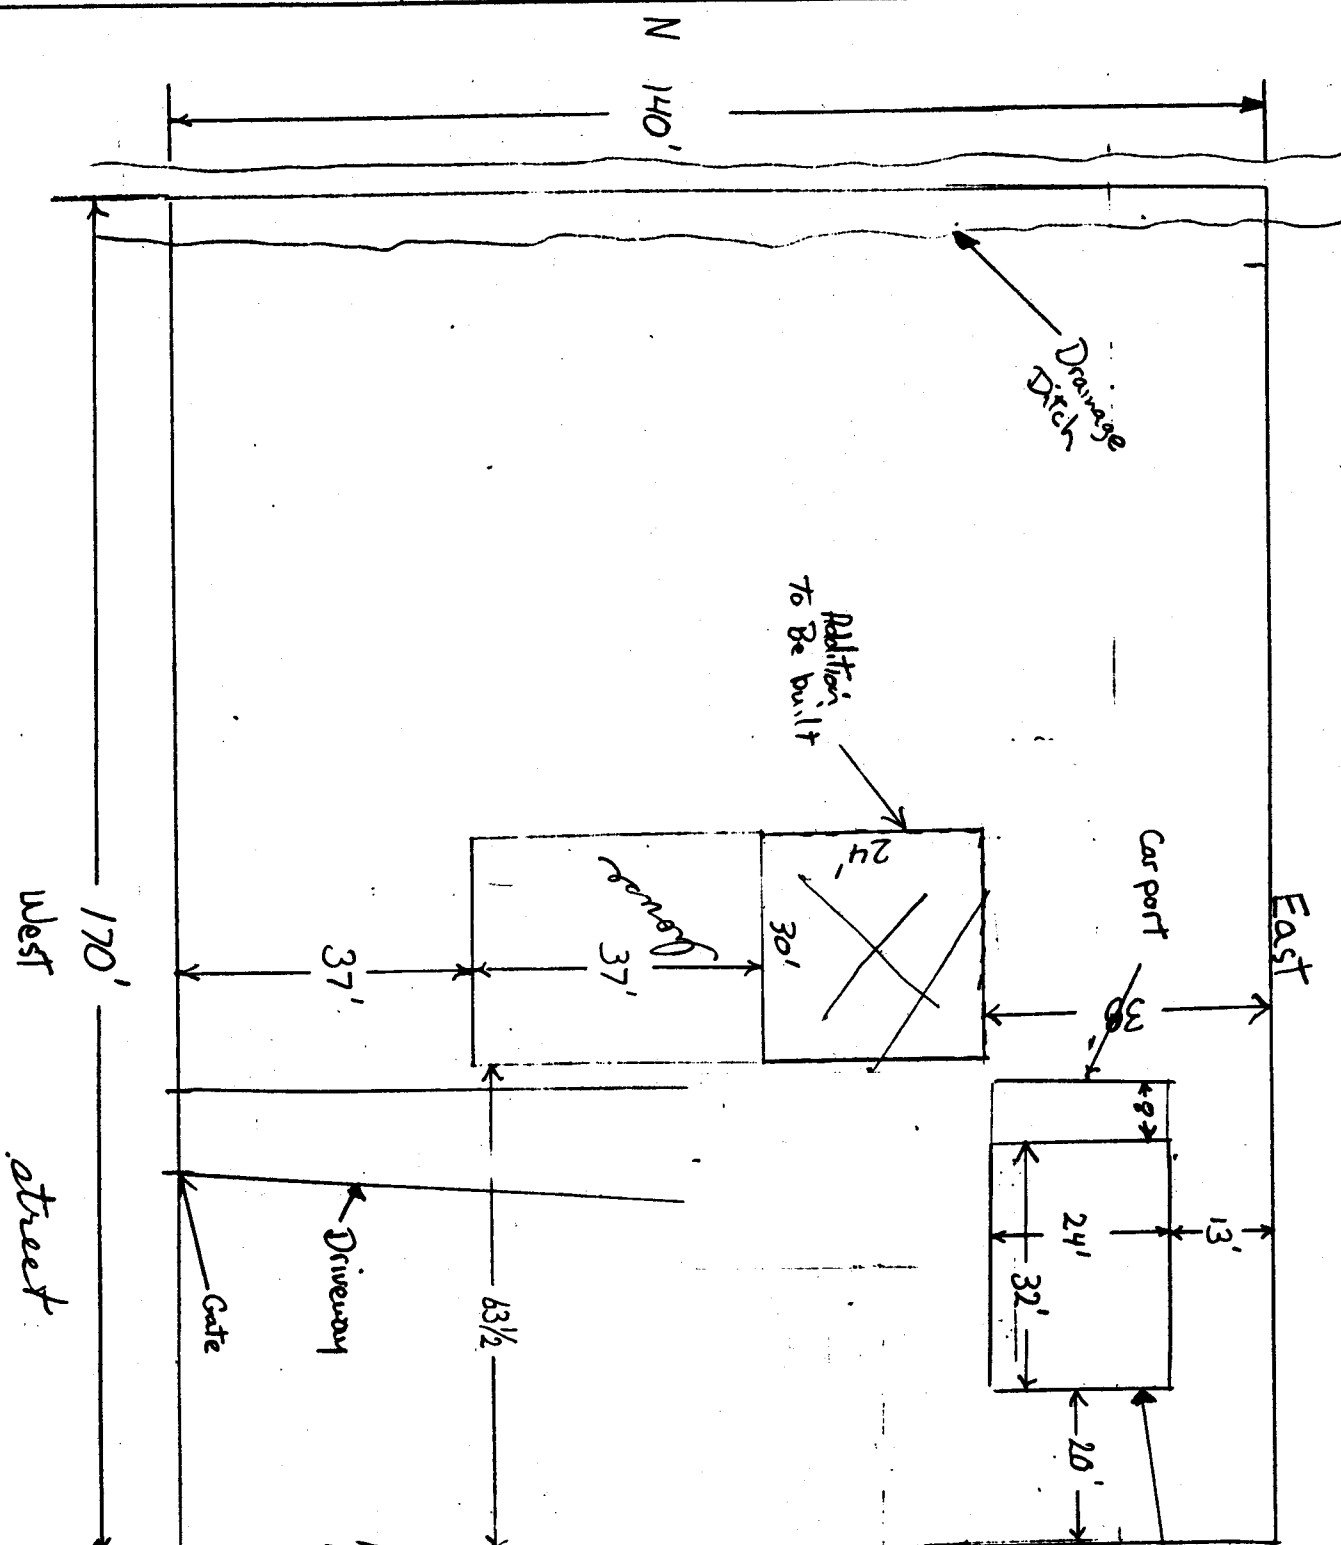 N
140'
Drainage
Ditch
Addition
To Be built
24'
30'
house
37'
37'
East
Carport
8'
13'
24'
32'
20'
170'
West
street
Driveway
Gate
63½